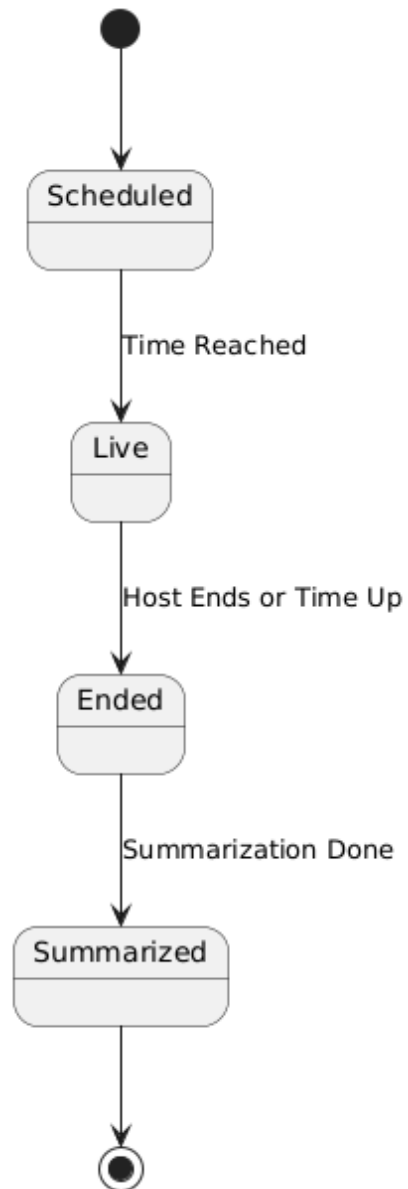 Scheduled
Time Reached
Live
Host Ends or Time Up
Ended
Summarization Done
Summarized